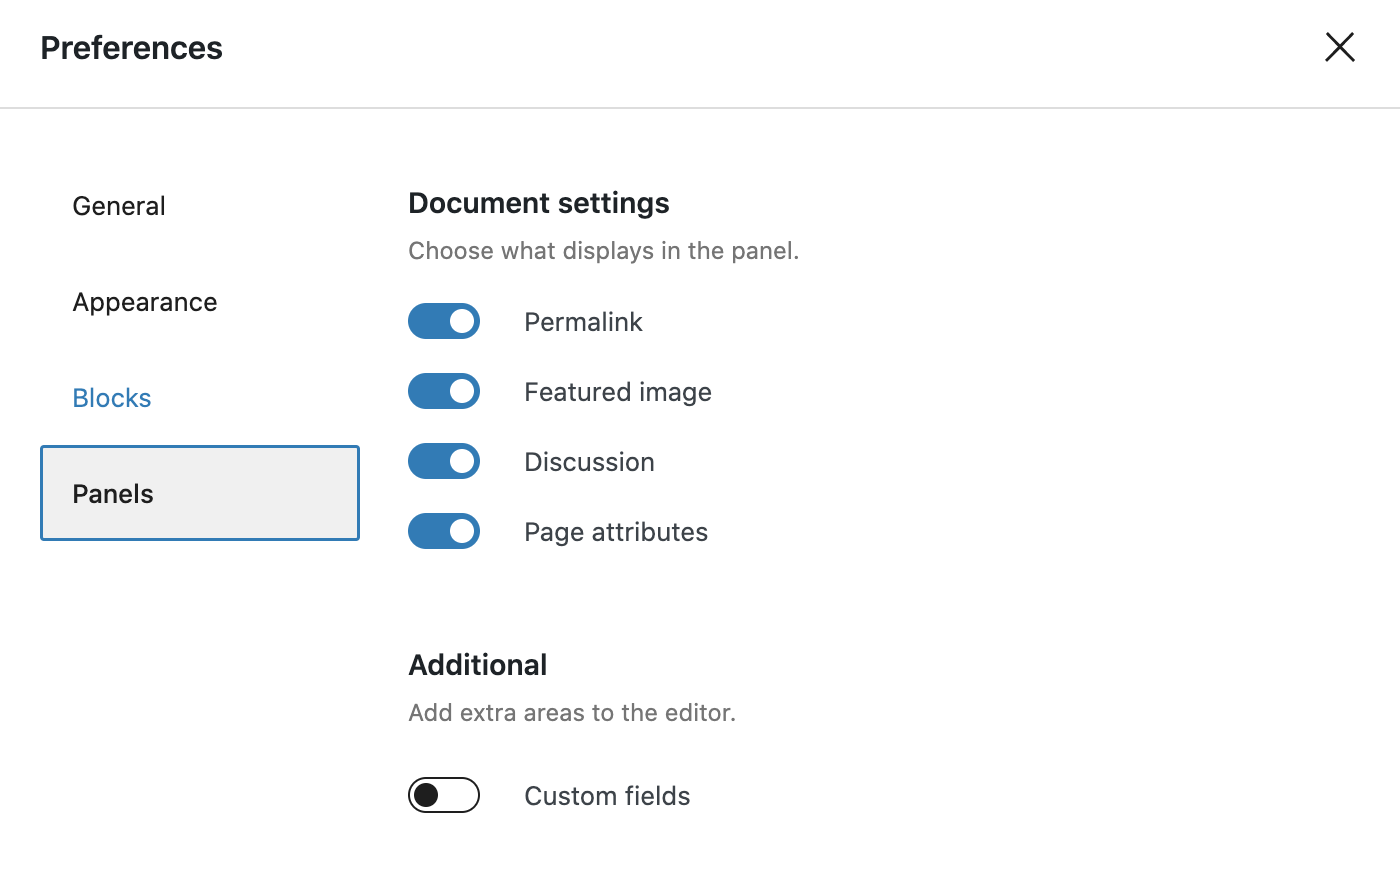 Preferences
General
Appearance
Blocks
Panels
Document settings
Choose what displays in the panel.
Permalink
Featured image
Discussion
Page attributes
Additional
Add extra areas to the editor.
Custom fields